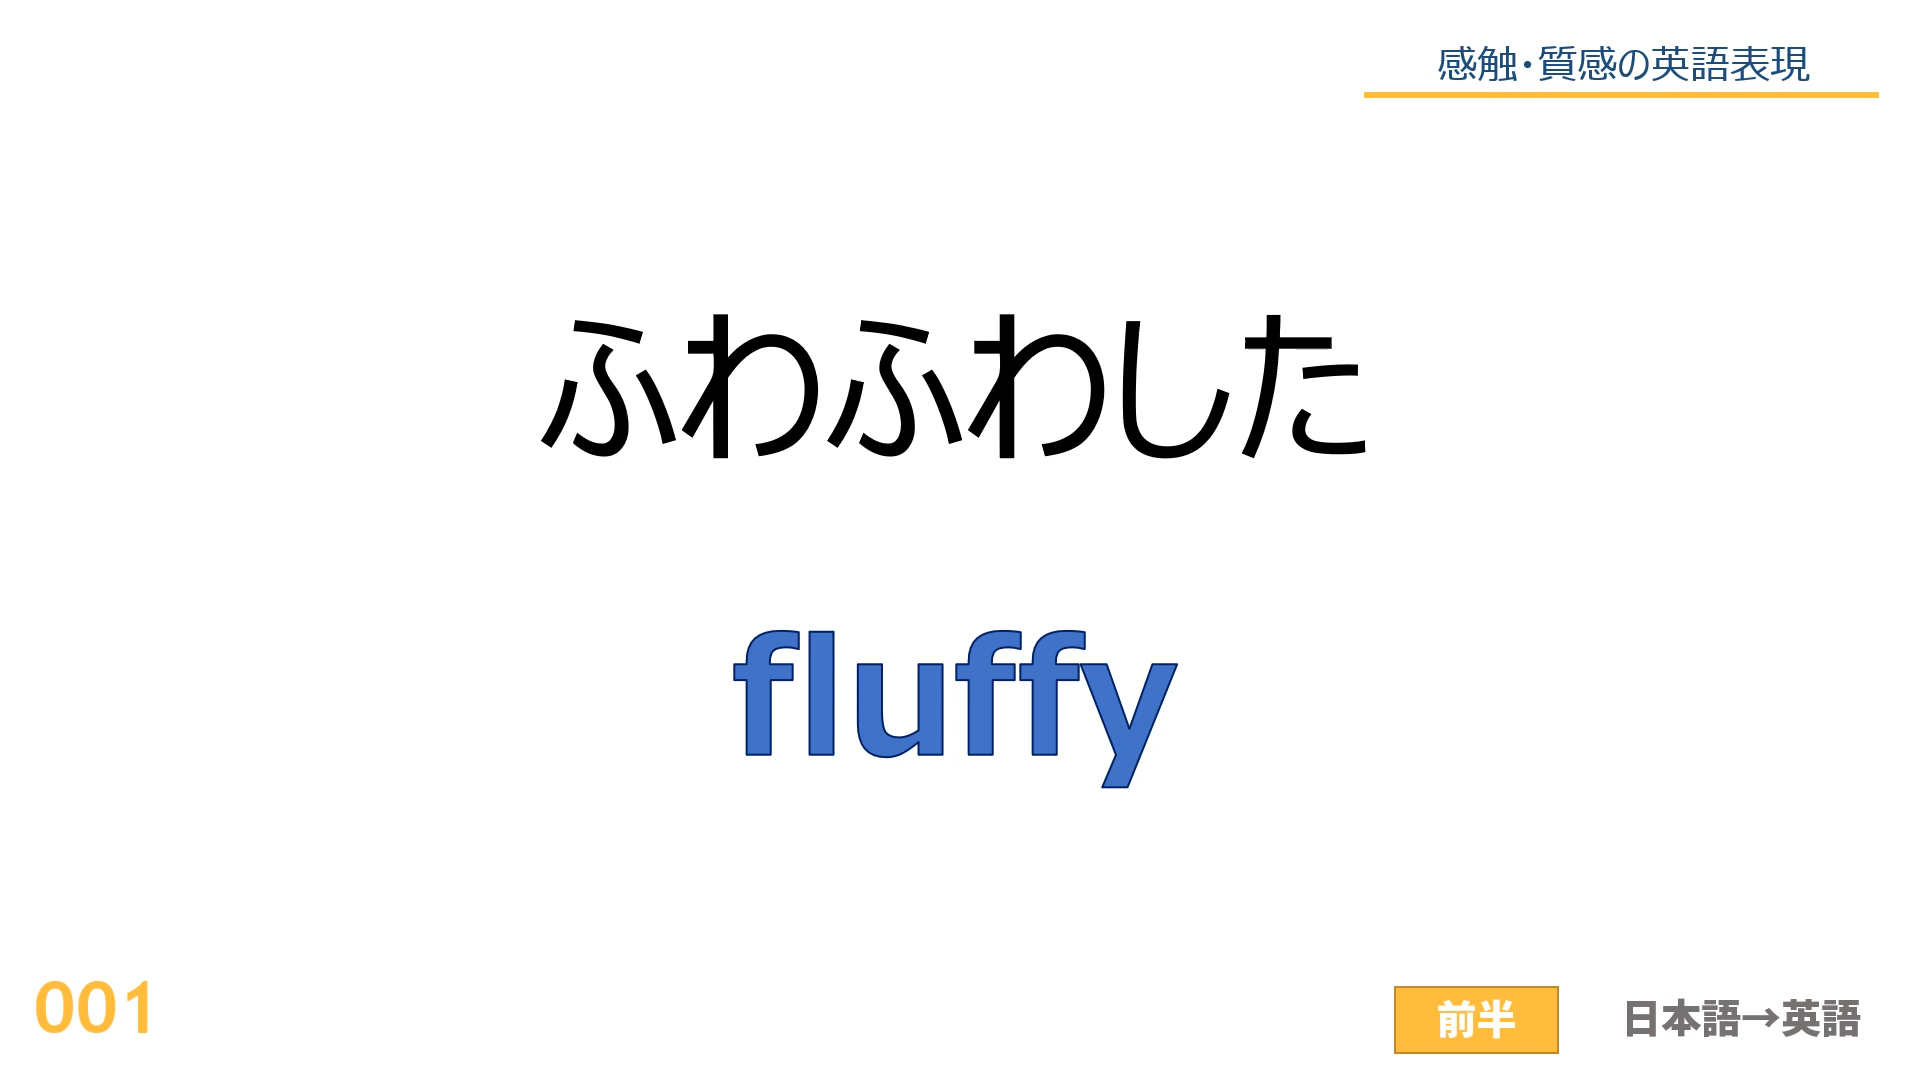 感触・質感の英語表現
ふわふわした
fluffy
001
前半
日本語→英語